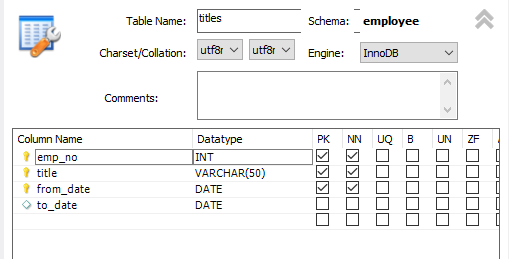 Table Name: titles Schema: employee
Charset/Collation: utf8r utf8r Engine: InnoDB
Comments:
Column Name Datatype PK NN UQ B UN ZF
emp_no INT
title VARCHAR(50)
from_date DATE
to_date DATE